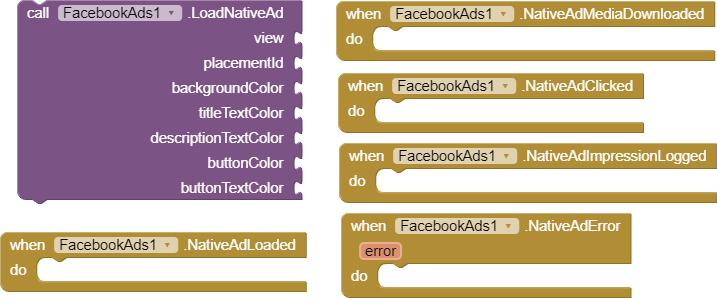 call FacebookAds1 .LoadNativeAd
view
placementId
backgroundColor
titleTextColor
descriptionTextColor
buttonColor
buttonTextColor
when FacebookAds1 .NativeAdLoaded
do
when FacebookAds1 .NativeAdMediaDownloaded
do
when FacebookAds1 .NativeAdClicked
do
when FacebookAds1 .NativeAdImpressionLogged
do
when FacebookAds1 .NativeAdError
error
do